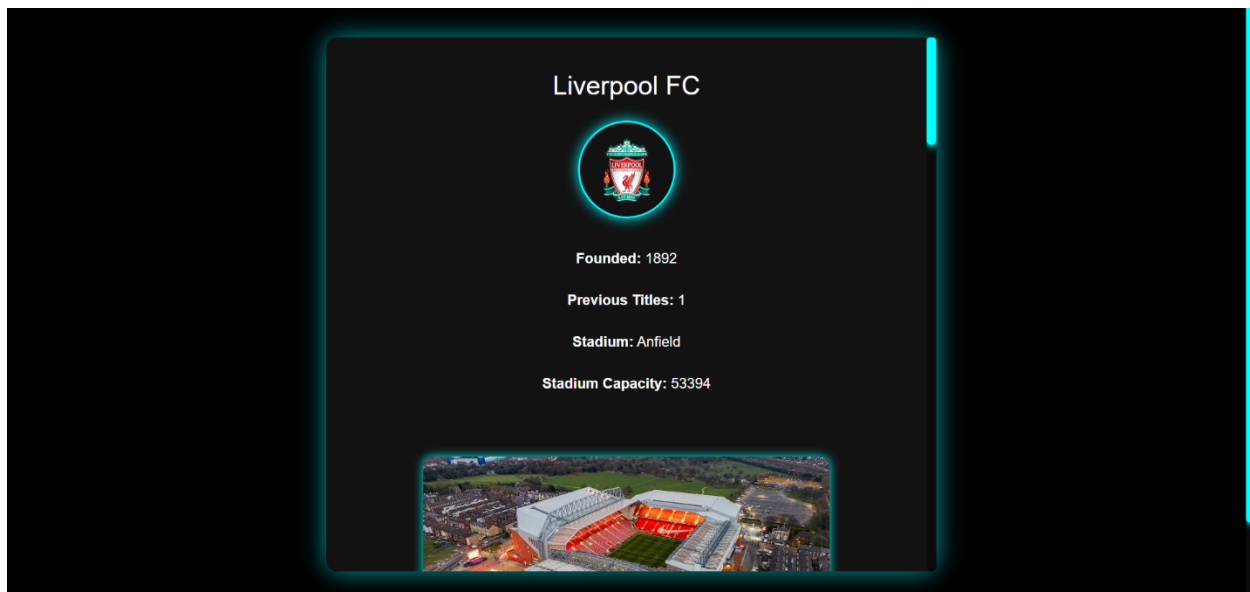 Liverpool FC
LIVERPOOL
Founded: 1892
Previous Titles: 1
Stadium: Anfield
Stadium Capacity: 53394